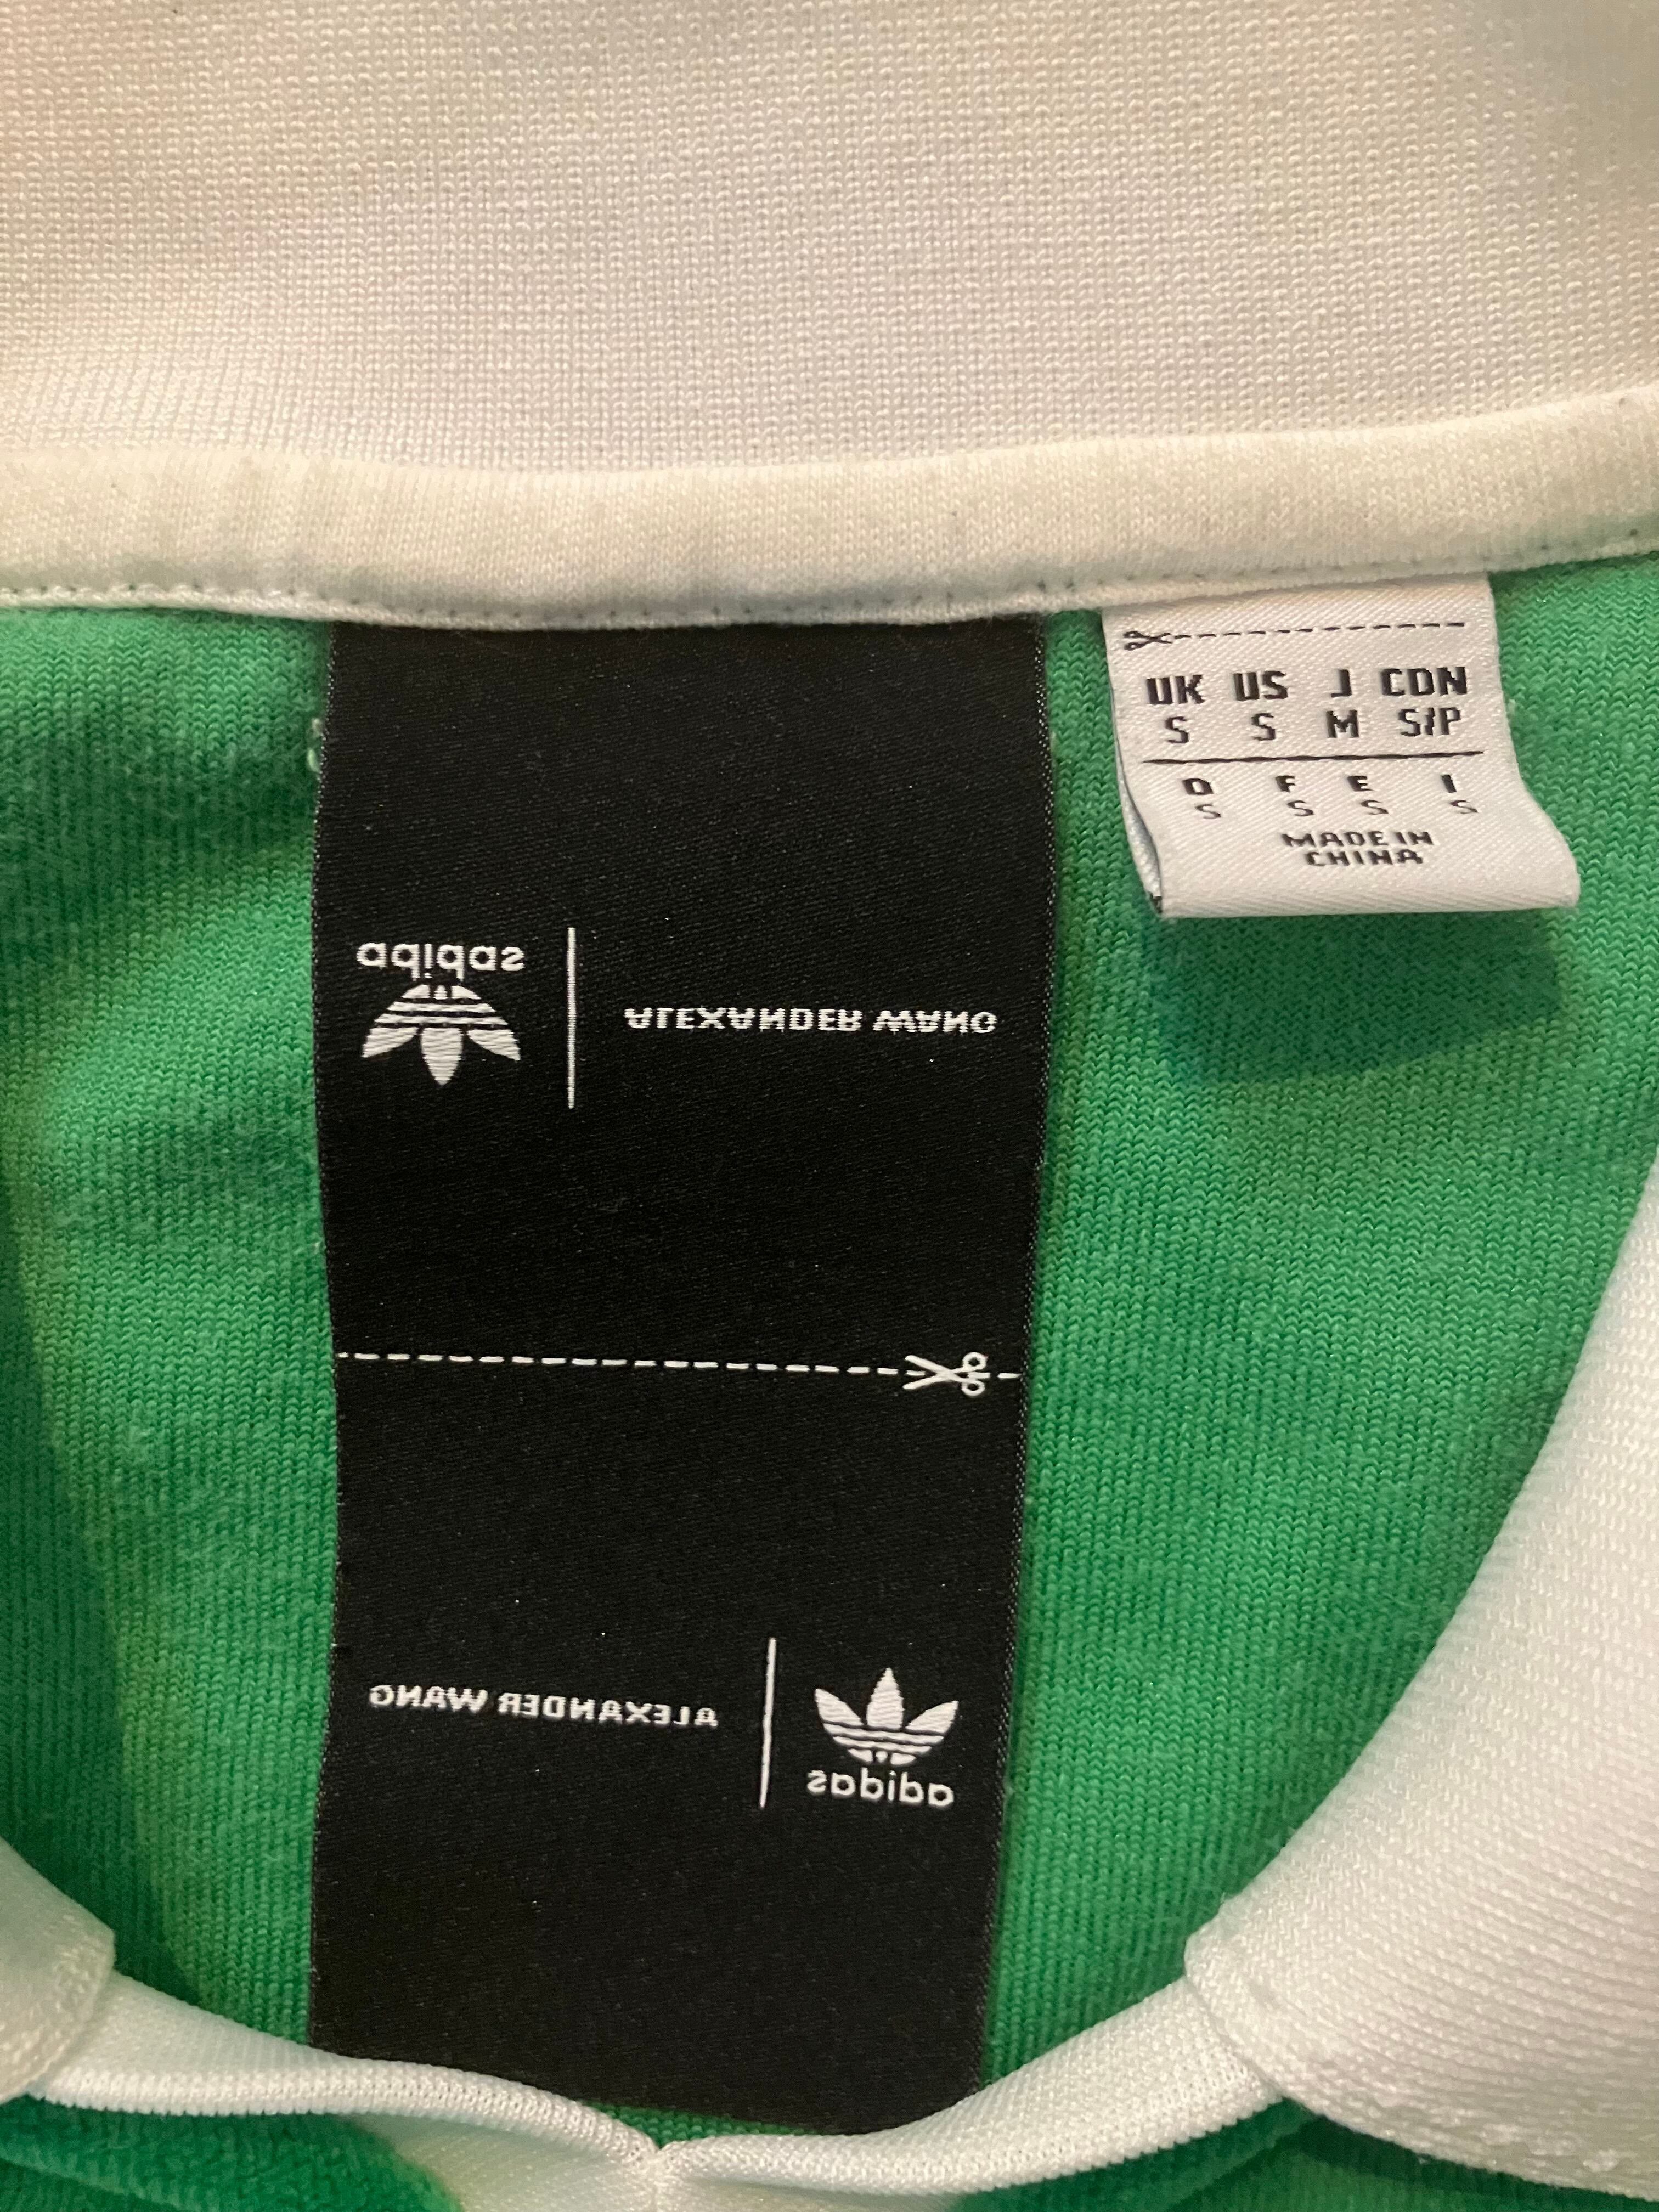 UK US J CDN
S S M S/P
D F E I
S S S S
MADE IN
CHINA
adidas
ALEXANDER WANG
ALEXANDER WANG
adidas